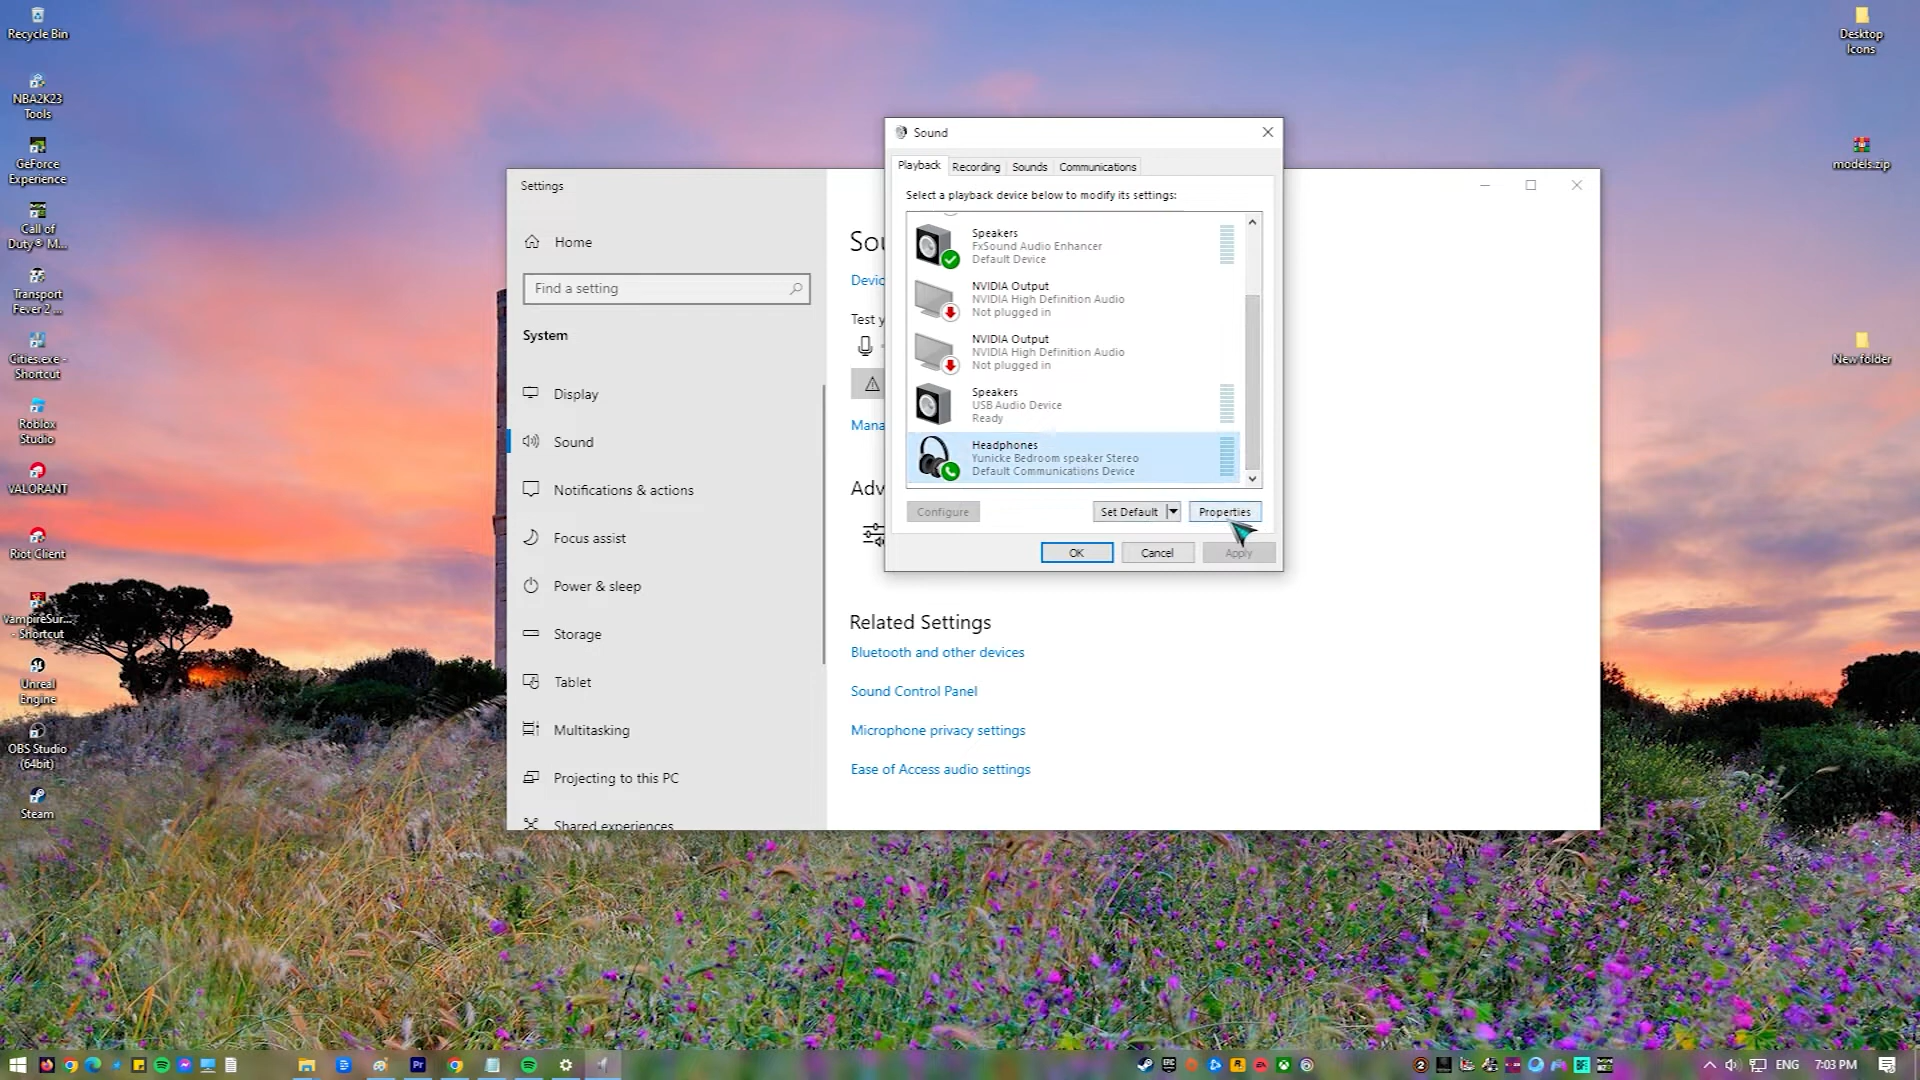 Recycle Bin
NBA2K23
Tools
GeForce
Experience
Call of
Duty® M...
Transport
Fever 2 ...
Cities.exe -
Shortcut
Roblox
Studio
VALORANT
Riot Client
VampireSur...
- Shortcut
Unreal
Engine
OBS Studio
(64bit)
Steam
Desktop
Icons
models.zip
New folder
Settings
Home
Find a setting
System
Display
Sound
Notifications & actions
Focus assist
Power & sleep
Storage
Tablet
Multitasking
Projecting to this PC
Shared experiences
Sou
Devic
Test y
Mana
Adv
Related Settings
Bluetooth and other devices
Sound Control Panel
Microphone privacy settings
Ease of Access audio settings
Sound
Playback Recording Sounds Communications
Select a playback device below to modify its settings:
Speakers
FxSound Audio Enhancer
Default Device
NVIDIA Output
NVIDIA High Definition Audio
Not plugged in
NVIDIA Output
NVIDIA High Definition Audio
Not plugged in
Speakers
USB Audio Device
Ready
Headphones
Yunicke Bedroom speaker Stereo
Default Communications Device
Configure Set Default Properties
OK Cancel Apply
Pr
ENG 7:03 PM